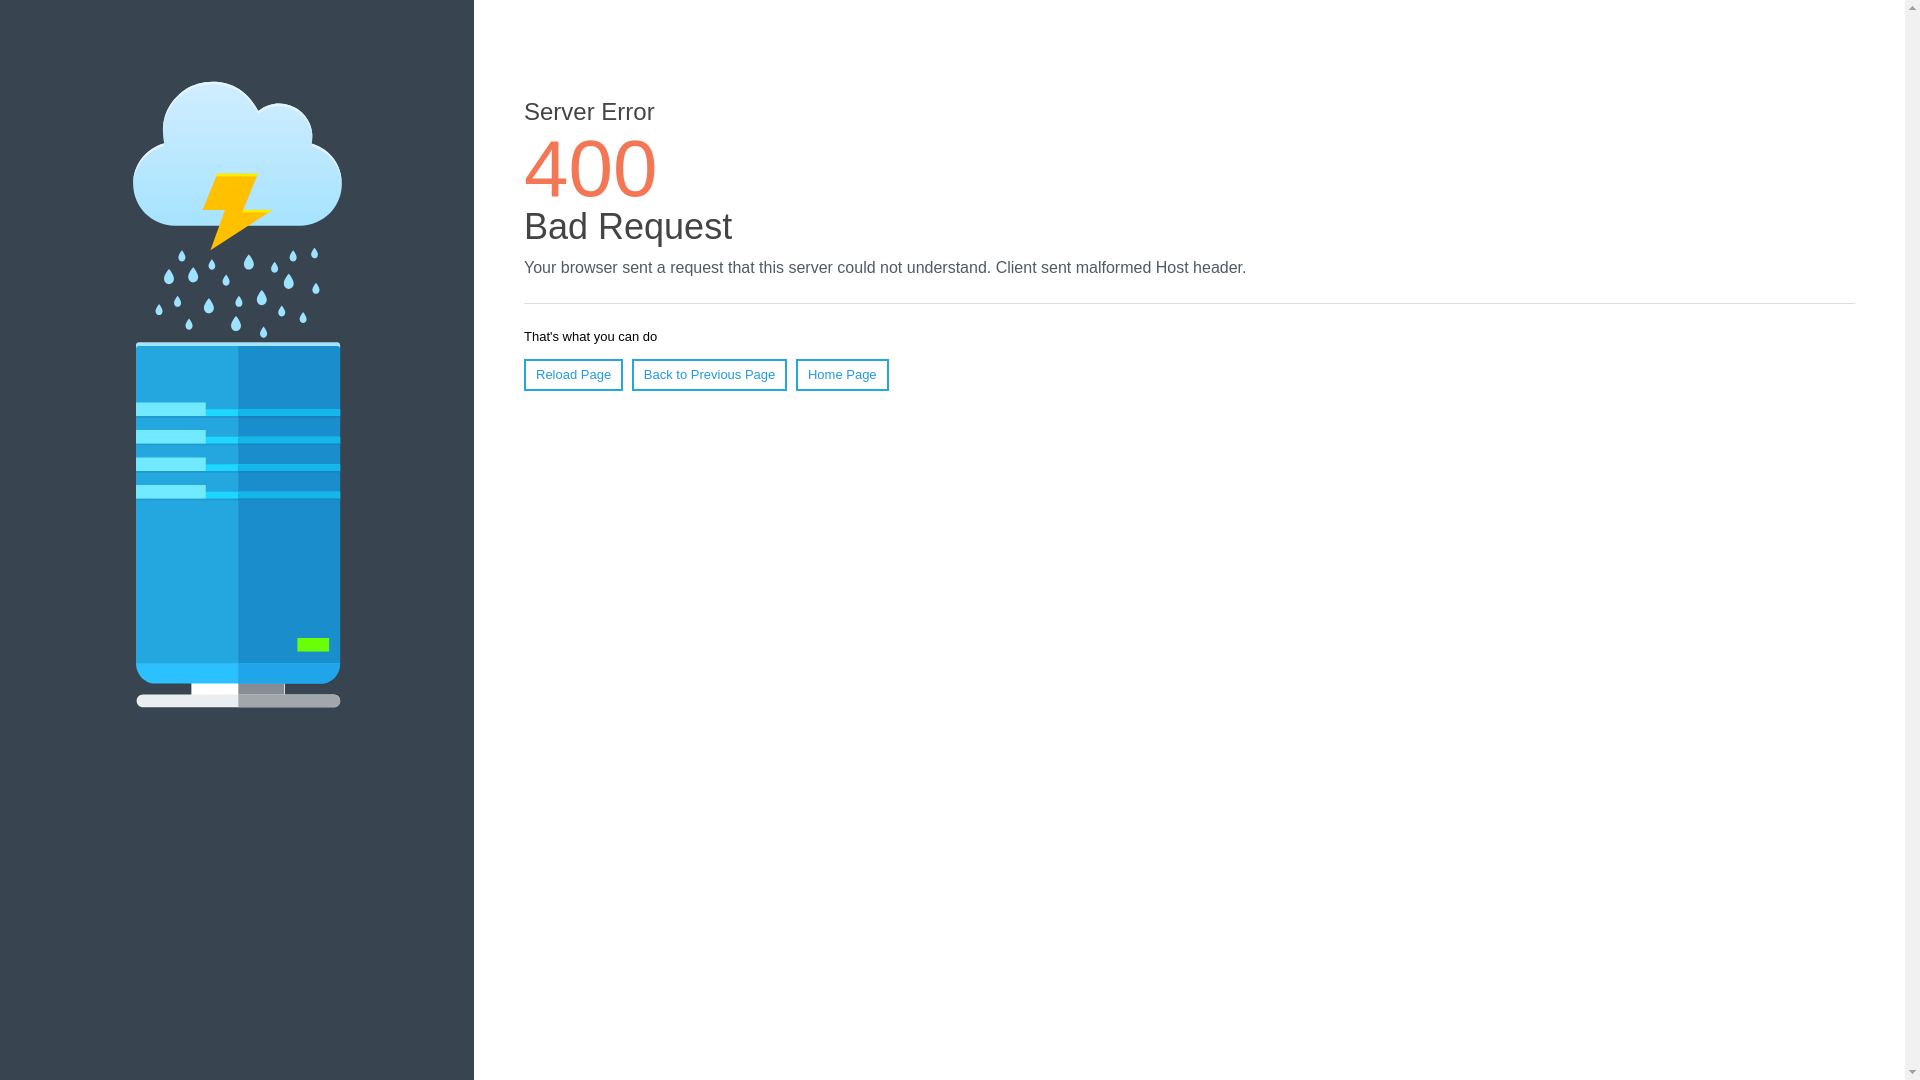 Server Error
400
Bad Request
Your browser sent a request that this server could not understand. Client sent malformed Host header.
That's what you can do
Reload Page
Back to Previous Page
Home Page